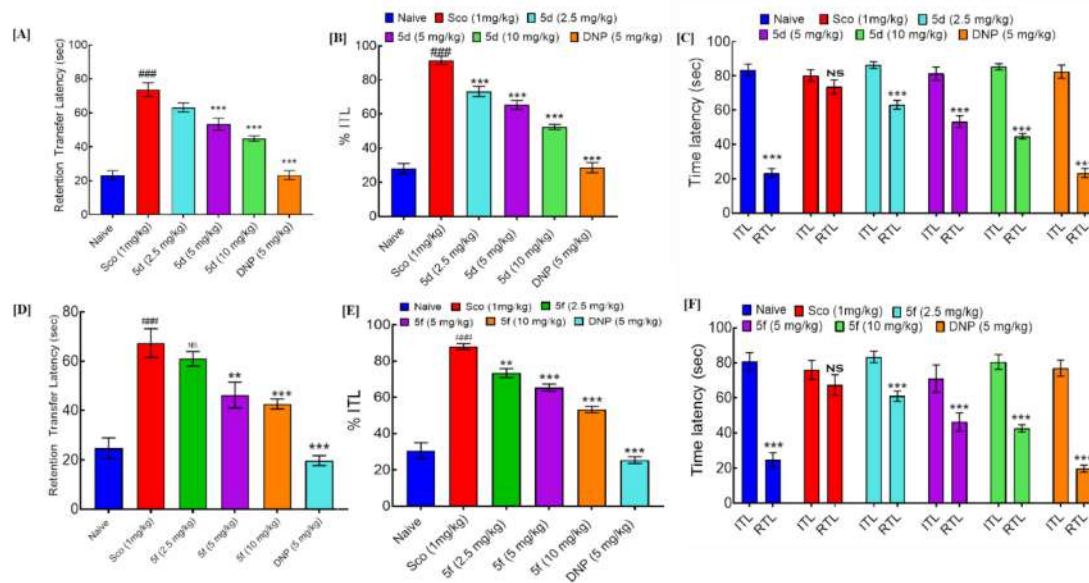 [A]
Retention Transfer Latency (sec)
100
80
60
40
20
0
###
***
***
***
Naive
Sco (1mg/kg)
5d (2.5 mg/kg)
5d (5 mg/kg)
5d (10 mg/kg)
DNP (5 mg/kg)
[B]
Naive Sco (1mg/kg) 5d (2.5 mg/kg)
5d (5 mg/kg) 5d (10 mg/kg) DNP (5 mg/kg)
% ITL
100
80
60
40
20
0
###
***
***
***
***
Naive
Sco (1mg/kg)
5d (2.5 mg/kg)
5d (5 mg/kg)
5d (10 mg/kg)
DNP (5 mg/kg)
[C]
Naive Sco (1mg/kg) 5d (2.5 mg/kg)
5d (5 mg/kg) 5d (10 mg/kg) DNP (5 mg/kg)
Time latency (sec)
100
80
60
40
20
0
***
NS
***
***
***
***
ITL RTL ITL RTL ITL RTL ITL RTL ITL RTL ITL RTL
[D]
Retention Transfer Latency (sec)
80
60
40
20
0
###
**
***
***
Naive
Sco (1mg/kg)
5f (2.5 mg/kg)
5f (5 mg/kg)
5f (10 mg/kg)
DNP (5 mg/kg)
[E]
Naive Sco (1mg/kg) 5f (2.5 mg/kg)
5f (5 mg/kg) 5f (10 mg/kg) DNP (5 mg/kg)
% ITL
100
80
60
40
20
0
###
**
***
***
***
Naive
Sco (1mg/kg)
5f (2.5 mg/kg)
5f (5 mg/kg)
5f (10 mg/kg)
DNP (5 mg/kg)
[F]
Naive Sco (1mg/kg) 5f (2.5 mg/kg)
5f (5 mg/kg) 5f (10 mg/kg) DNP (5 mg/kg)
Time latency (sec)
100
80
60
40
20
0
***
NS
***
***
***
***
ITL RTL ITL RTL ITL RTL ITL RTL ITL RTL ITL RTL